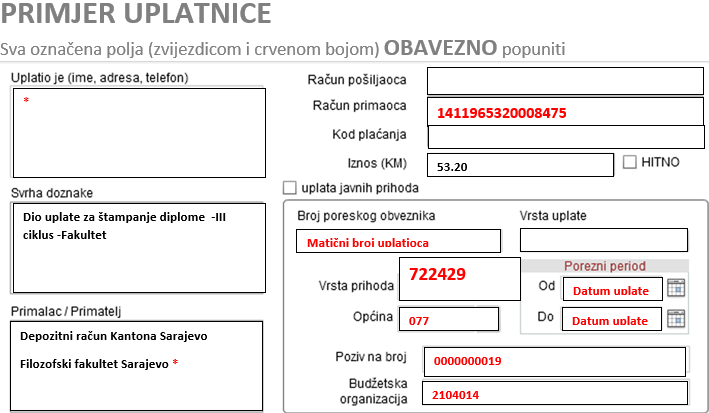 PRIMJER UPLATNICE
Sva označena polja (zvijezdicom i crvenom bojom) OBAVEZNO popuniti
Uplatio je (ime, adresa, telefon)
*
Račun pošiljaoca
Račun primaoca
1411965320008475
Kod plaćanja
Iznos (KM)
53.20
HITNO
Svrha doznake
Dio uplate za štampanje diplome -III
ciklus -Fakultet
uplata javnih prihoda
Broj poreskog obveznika
Matični broj uplatioca
Vrsta uplate
Vrsta prihoda
722429
Porezni period
Od
Datum uplate
Općina
077
Do
Datum uplate
Primalac / Primatelj
Depozitni račun Kantona Sarajevo
Filozofski fakultet Sarajevo *
Poziv na broj
0000000019
Budžetska
organizacija
2104014